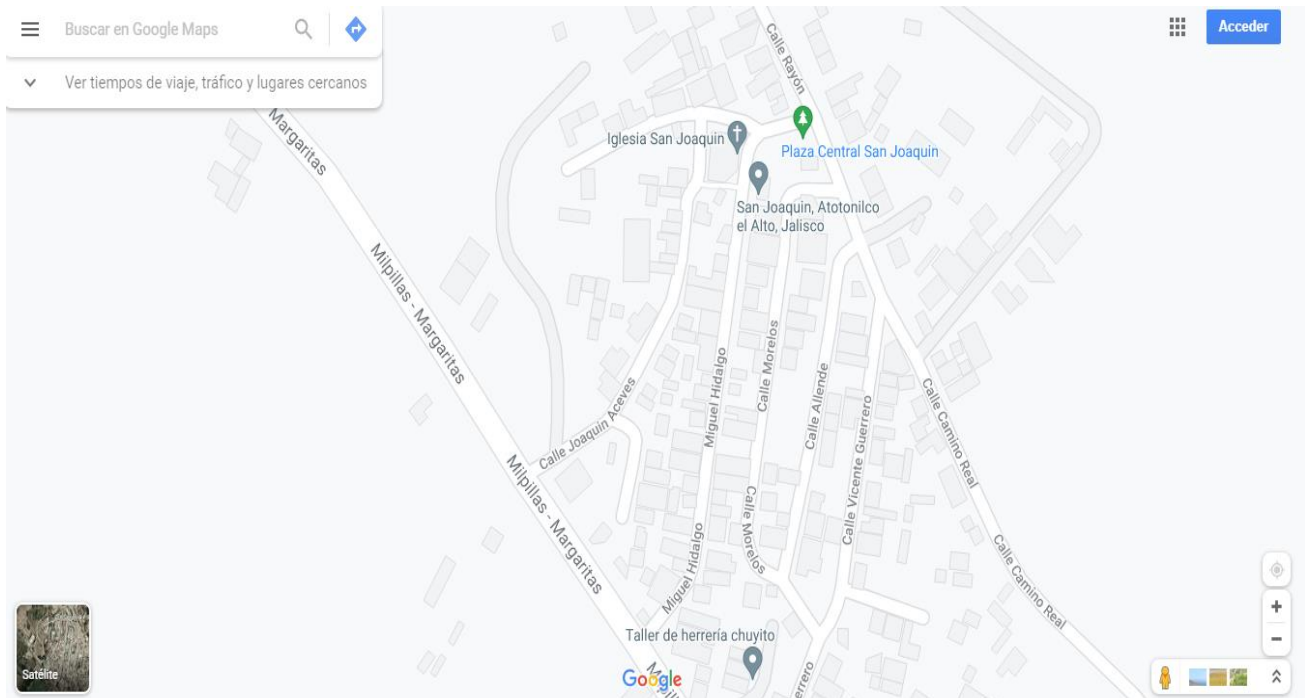 Buscar en Google Maps
Acceder
Ver tiempos de viaje, tráfico y lugares cercanos
Calle Rayón
Margaritas
Iglesia San Joaquin
Plaza Central San Joaquin
San Joaquin, Atotonilco
el Alto, Jalisco
Milpillas - Margaritas
Calle Morelos
Miguel Hidalgo
Calle Allende
Calle Joaquin Aceves
Calle Vicente Guerrero
Calle Camino Real
Milpillas - Margaritas
Calle Morelos
Miguel Hidalgo
Calle Camino Real
Taller de herrería chuyito
Satélite
Google